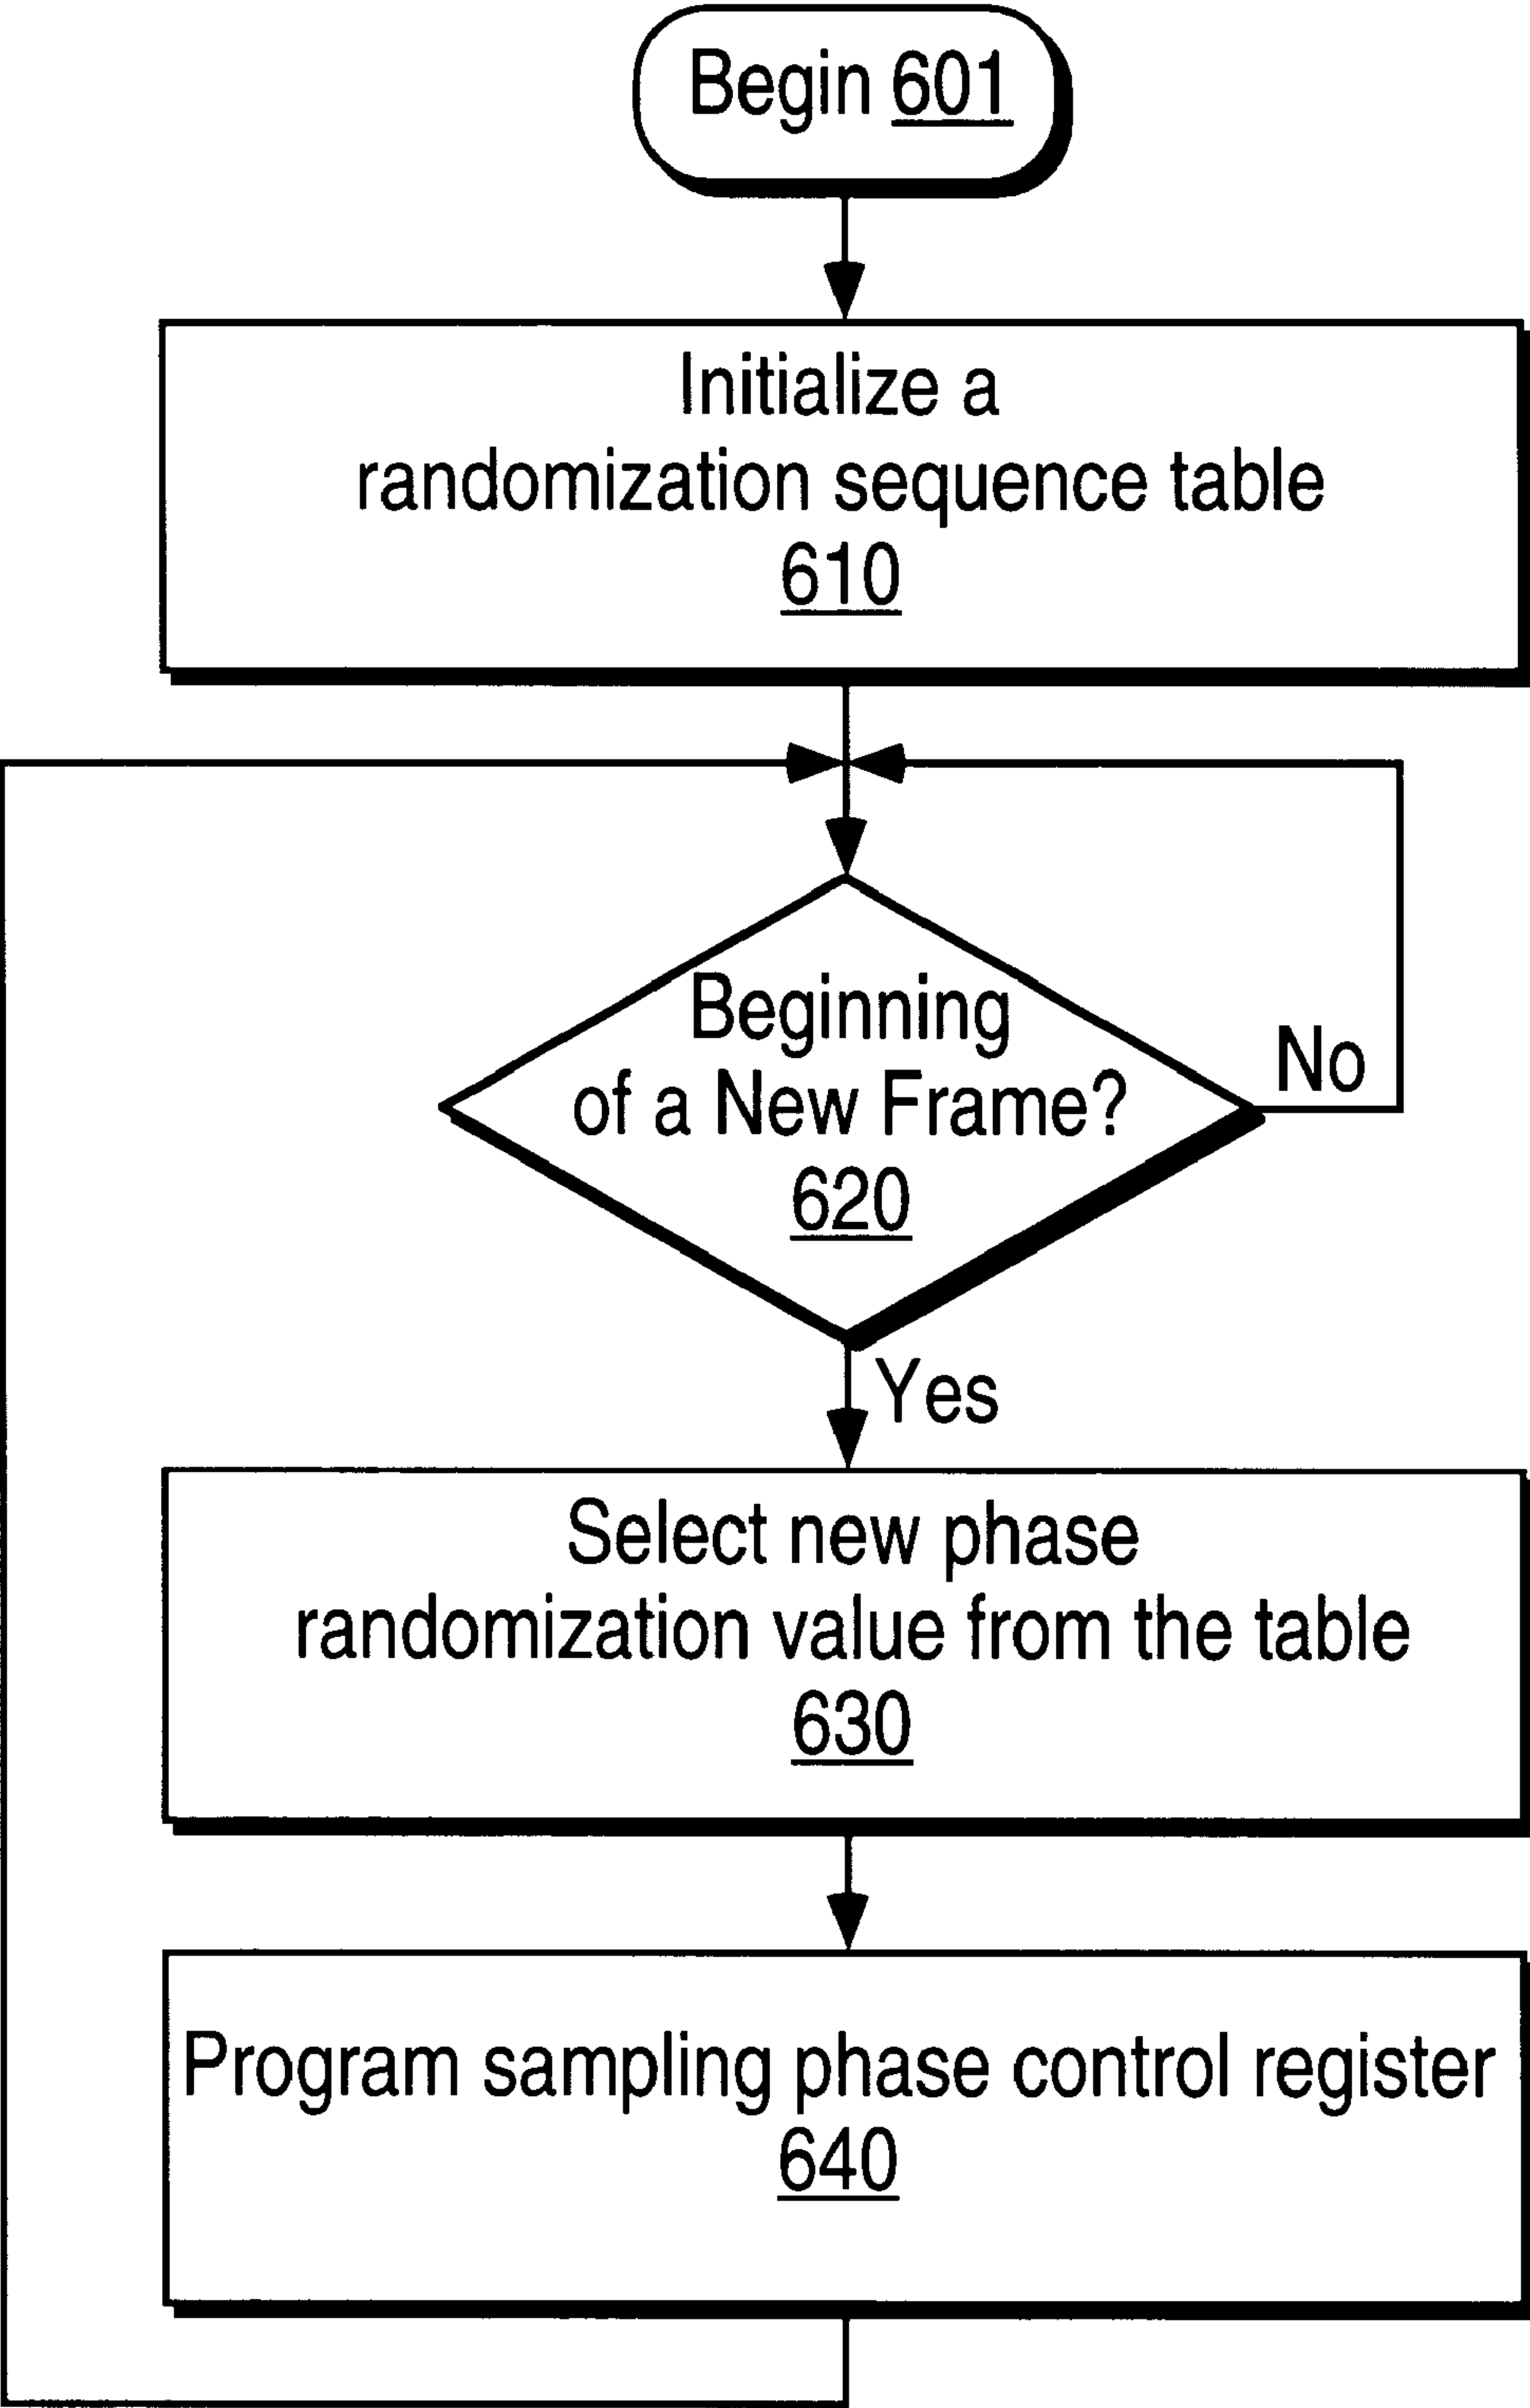 Begin 601
Initialize a
randomization sequence table
610
Beginning
of a New Frame?
620
No
Yes
Select new phase
randomization value from the table
630
Program sampling phase control register
640